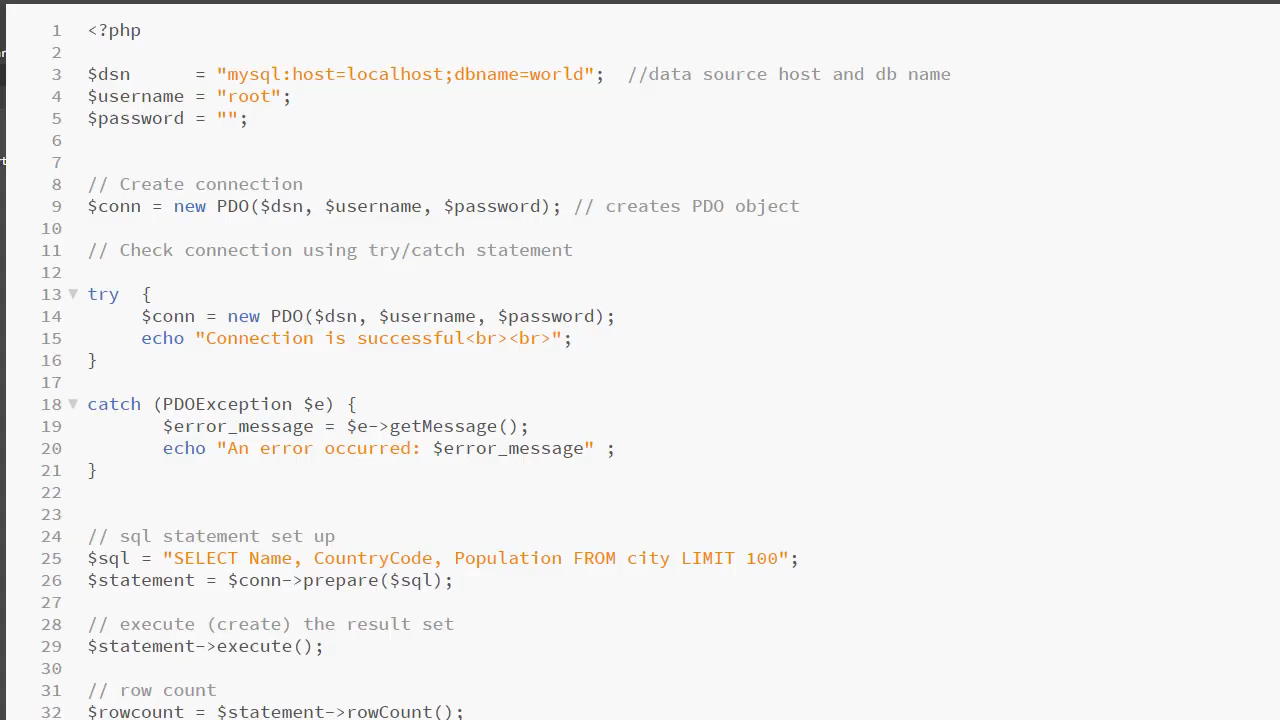 1 <?php
2
3 $dsn      = "mysql:host=localhost;dbname=world";  //data source host and db name
4 $username = "root";
5 $password = "";
6
7
8 // Create connection
9 $conn = new PDO($dsn, $username, $password); // creates PDO object
10
11 // Check connection using try/catch statement
12
13 try  {
14      $conn = new PDO($dsn, $username, $password);
15      echo "Connection is successful<br><br>";
16 }
17
18 catch (PDOException $e) {
19        $error_message = $e->getMessage();
20        echo "An error occurred: $error_message" ;
21 }
22
23
24 // sql statement set up
25 $sql = "SELECT Name, CountryCode, Population FROM city LIMIT 100";
26 $statement = $conn->prepare($sql);
27
28 // execute (create) the result set
29 $statement->execute();
30
31 // row count
32 $rowcount = $statement->rowCount();